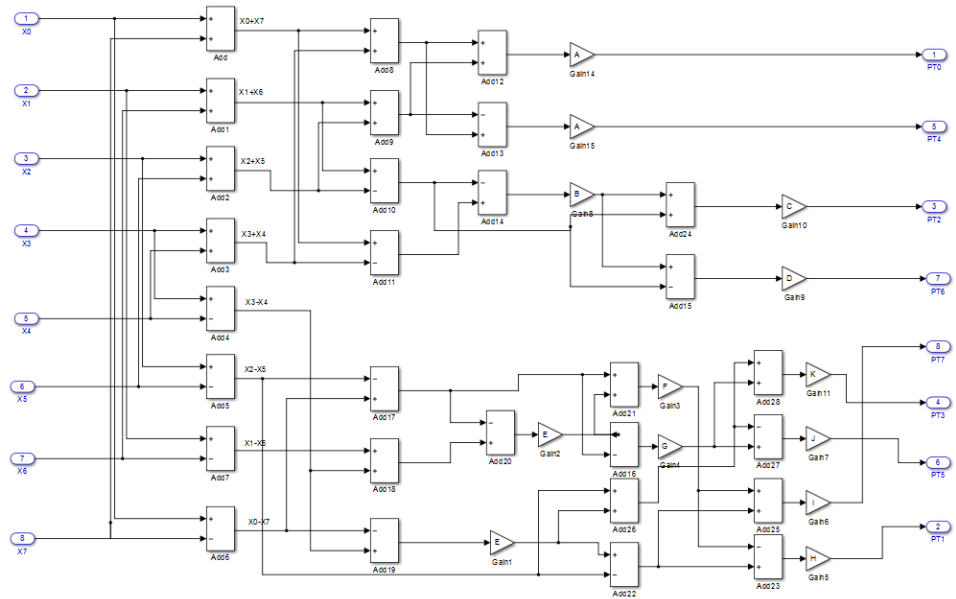 1
X0
X0+X7
Add
Add8
Add12
A
Gain14
1
PT0
2
X1
X1+X6
Add1
Add9
Add13
A
Gain15
5
PT4
3
X2
X2+X5
Add2
Add10
Add14
B
Gain8
Add24
C
Gain10
3
PT2
4
X3
X3+X4
Add3
Add11
Add15
D
Gain9
7
PT6
5
X4
X3-X4
Add4
8
PT7
6
X5
X2-X5
Add5
Add17
Add21
F
Gain3
Add28
K
Gain11
4
PT3
7
X6
X1-X6
Add7
Add18
Add20
E
Gain2
Add16
G
Gain4
Add27
J
Gain7
6
PT5
Add26
Add25
I
Gain6
8
X7
X0-X7
Add6
Add19
E
Gain1
Add22
Add23
H
Gain5
2
PT1